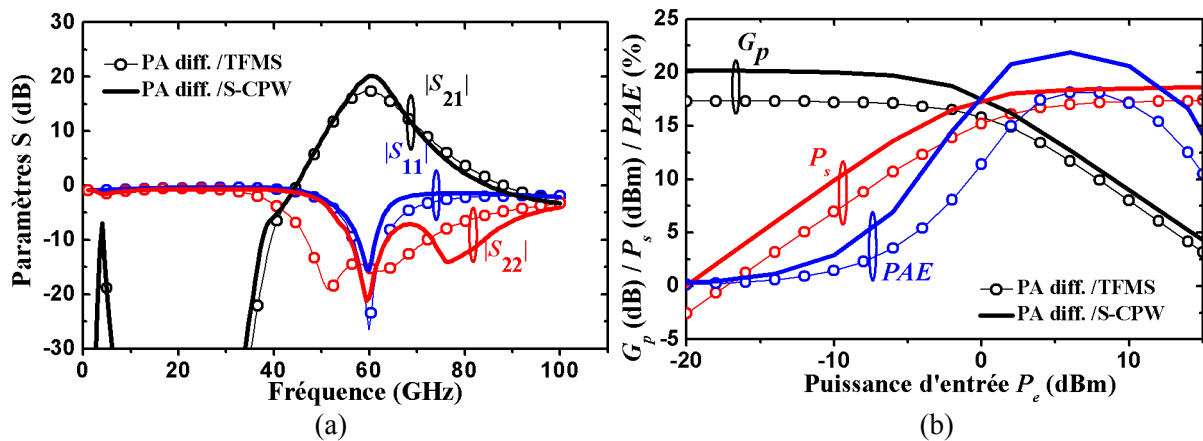 Paramètres S (dB)
30
20
10
0
-10
-20
-30
PA diff. /TFMS
PA diff. /S-CPW
|S21|
|S11|
|S22|
0
20
40
60
80
100
Fréquence (GHz)
(a)
Gp (dB) / Ps (dBm) / PAE (%)
25
20
15
10
5
0
-5
Gp
Ps
PAE
PA diff. /TFMS
PA diff. /S-CPW
-20
-10
0
10
Puissance d'entrée Pe (dBm)
(b)